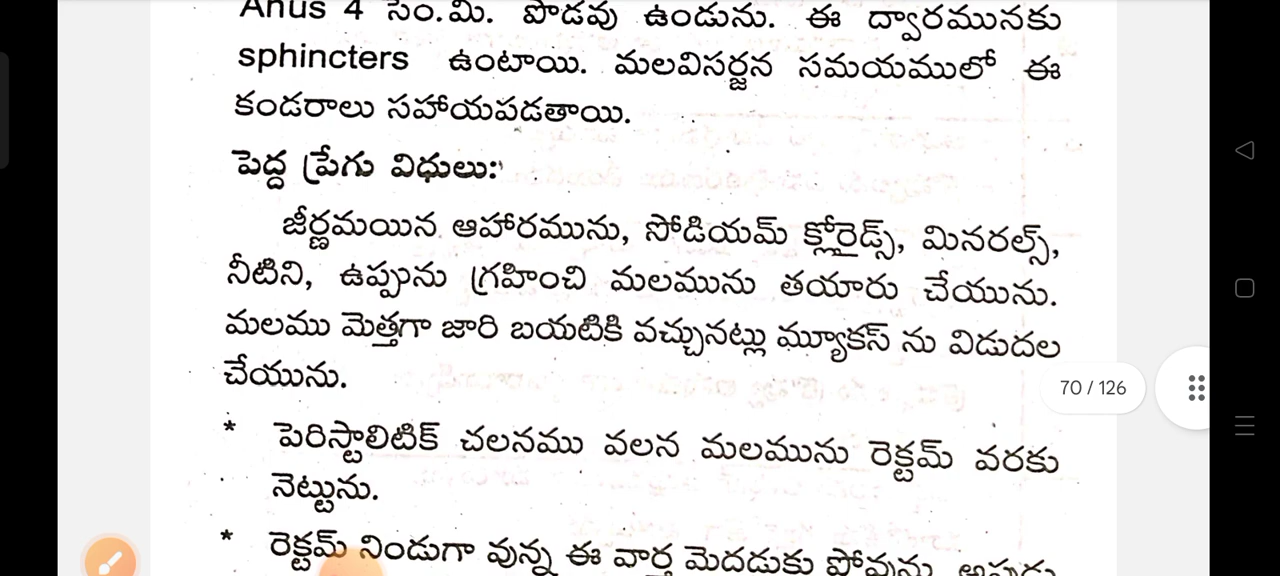 Anus 4 సెం.మి. పొడవు ఉండును. ఈ ద్వారమునకు
sphincters ఉంటాయి. మలవిసర్జన సమయములో ఈ
కండరాలు సహాయపడతాయి.
పెద్ద ప్రేగు విధులు:
జీర్ణమయిన ఆహారమును, సోడియమ్ క్లోరైడ్స్, మినరల్స్,
నీటిని, ఉప్పును గ్రహించి మలమును తయారు చేయును.
మలము మెత్తగా జారి బయటికి వచ్చునట్లు మ్యూకస్ ను విడుదల
చేయును.
70 / 126
* పెరిస్టాలిటిక్ చలనము వలన మలమును రెక్టమ్ వరకు
నెట్టును.
* రెక్టమ్ నిండుగా వున్న ఈ వార్త మెదడుకు పోవును. అప్పుడు